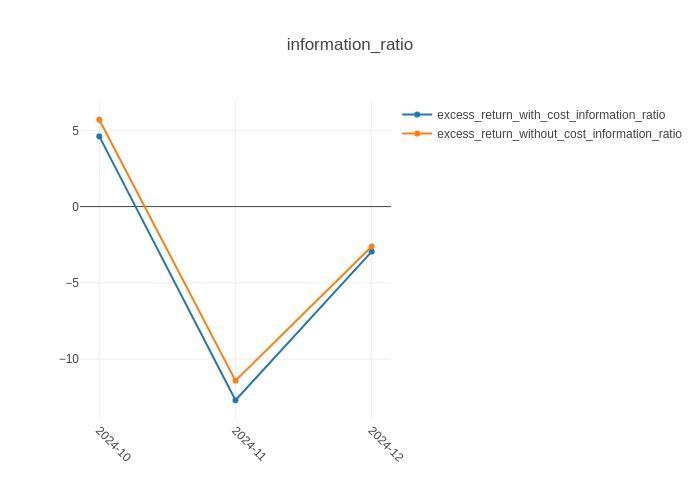 information_ratio
excess_return_with_cost_information_ratio
excess_return_without_cost_information_ratio
5
0
−5
−10
2024-10
2024-11
2024-12